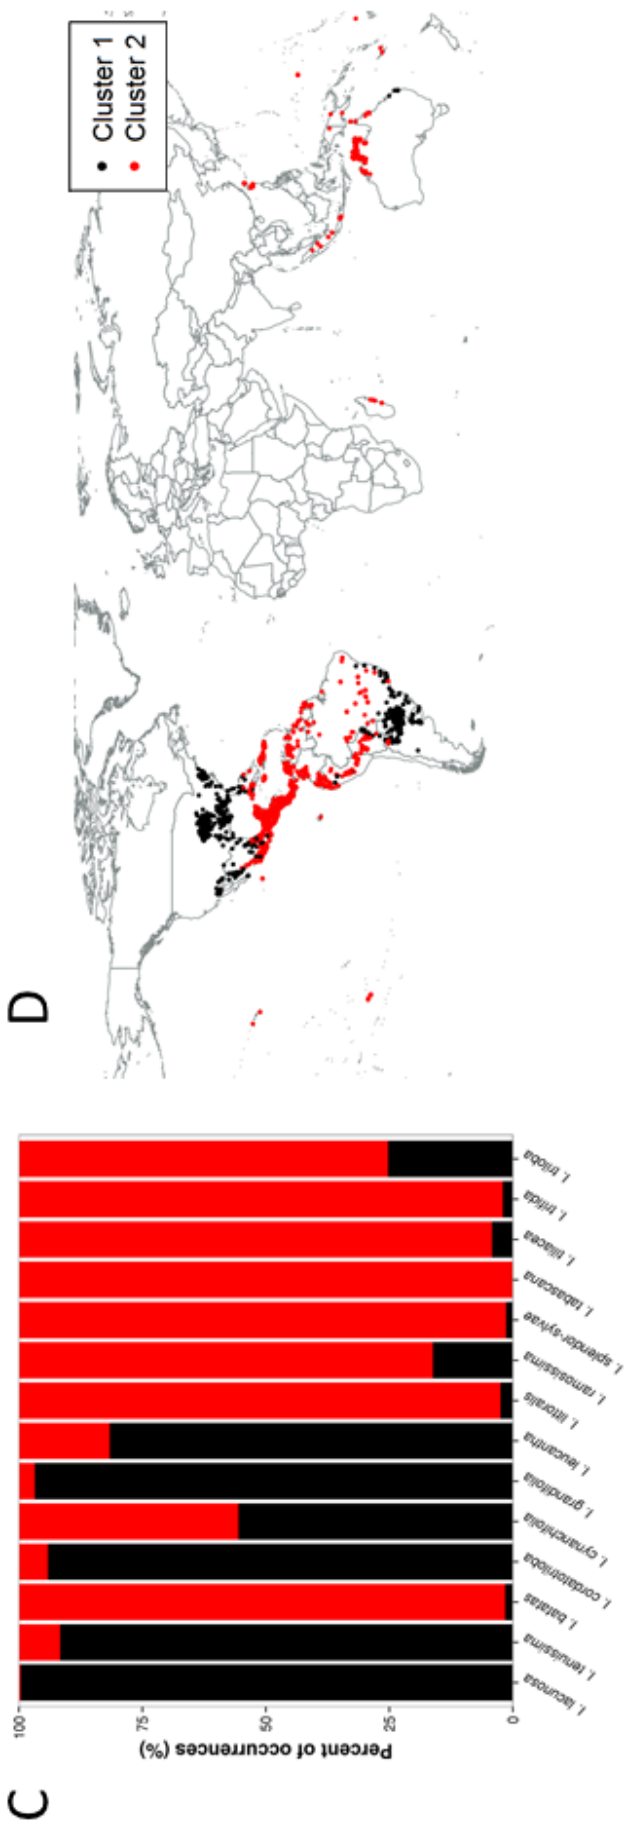 C
Percent of occurrences (%)
100
75
50
25
0
I. lacunosa
I. tenuissima
I. batatas
I. cordatotriloba
I. cynanchifolia
I. grandifolia
I. leucantha
I. littoralis
I. ramosissima
I. splendor-sylvae
I. tabascana
I. tiliacea
I. trifida
I. triloba
D
Cluster 1
Cluster 2